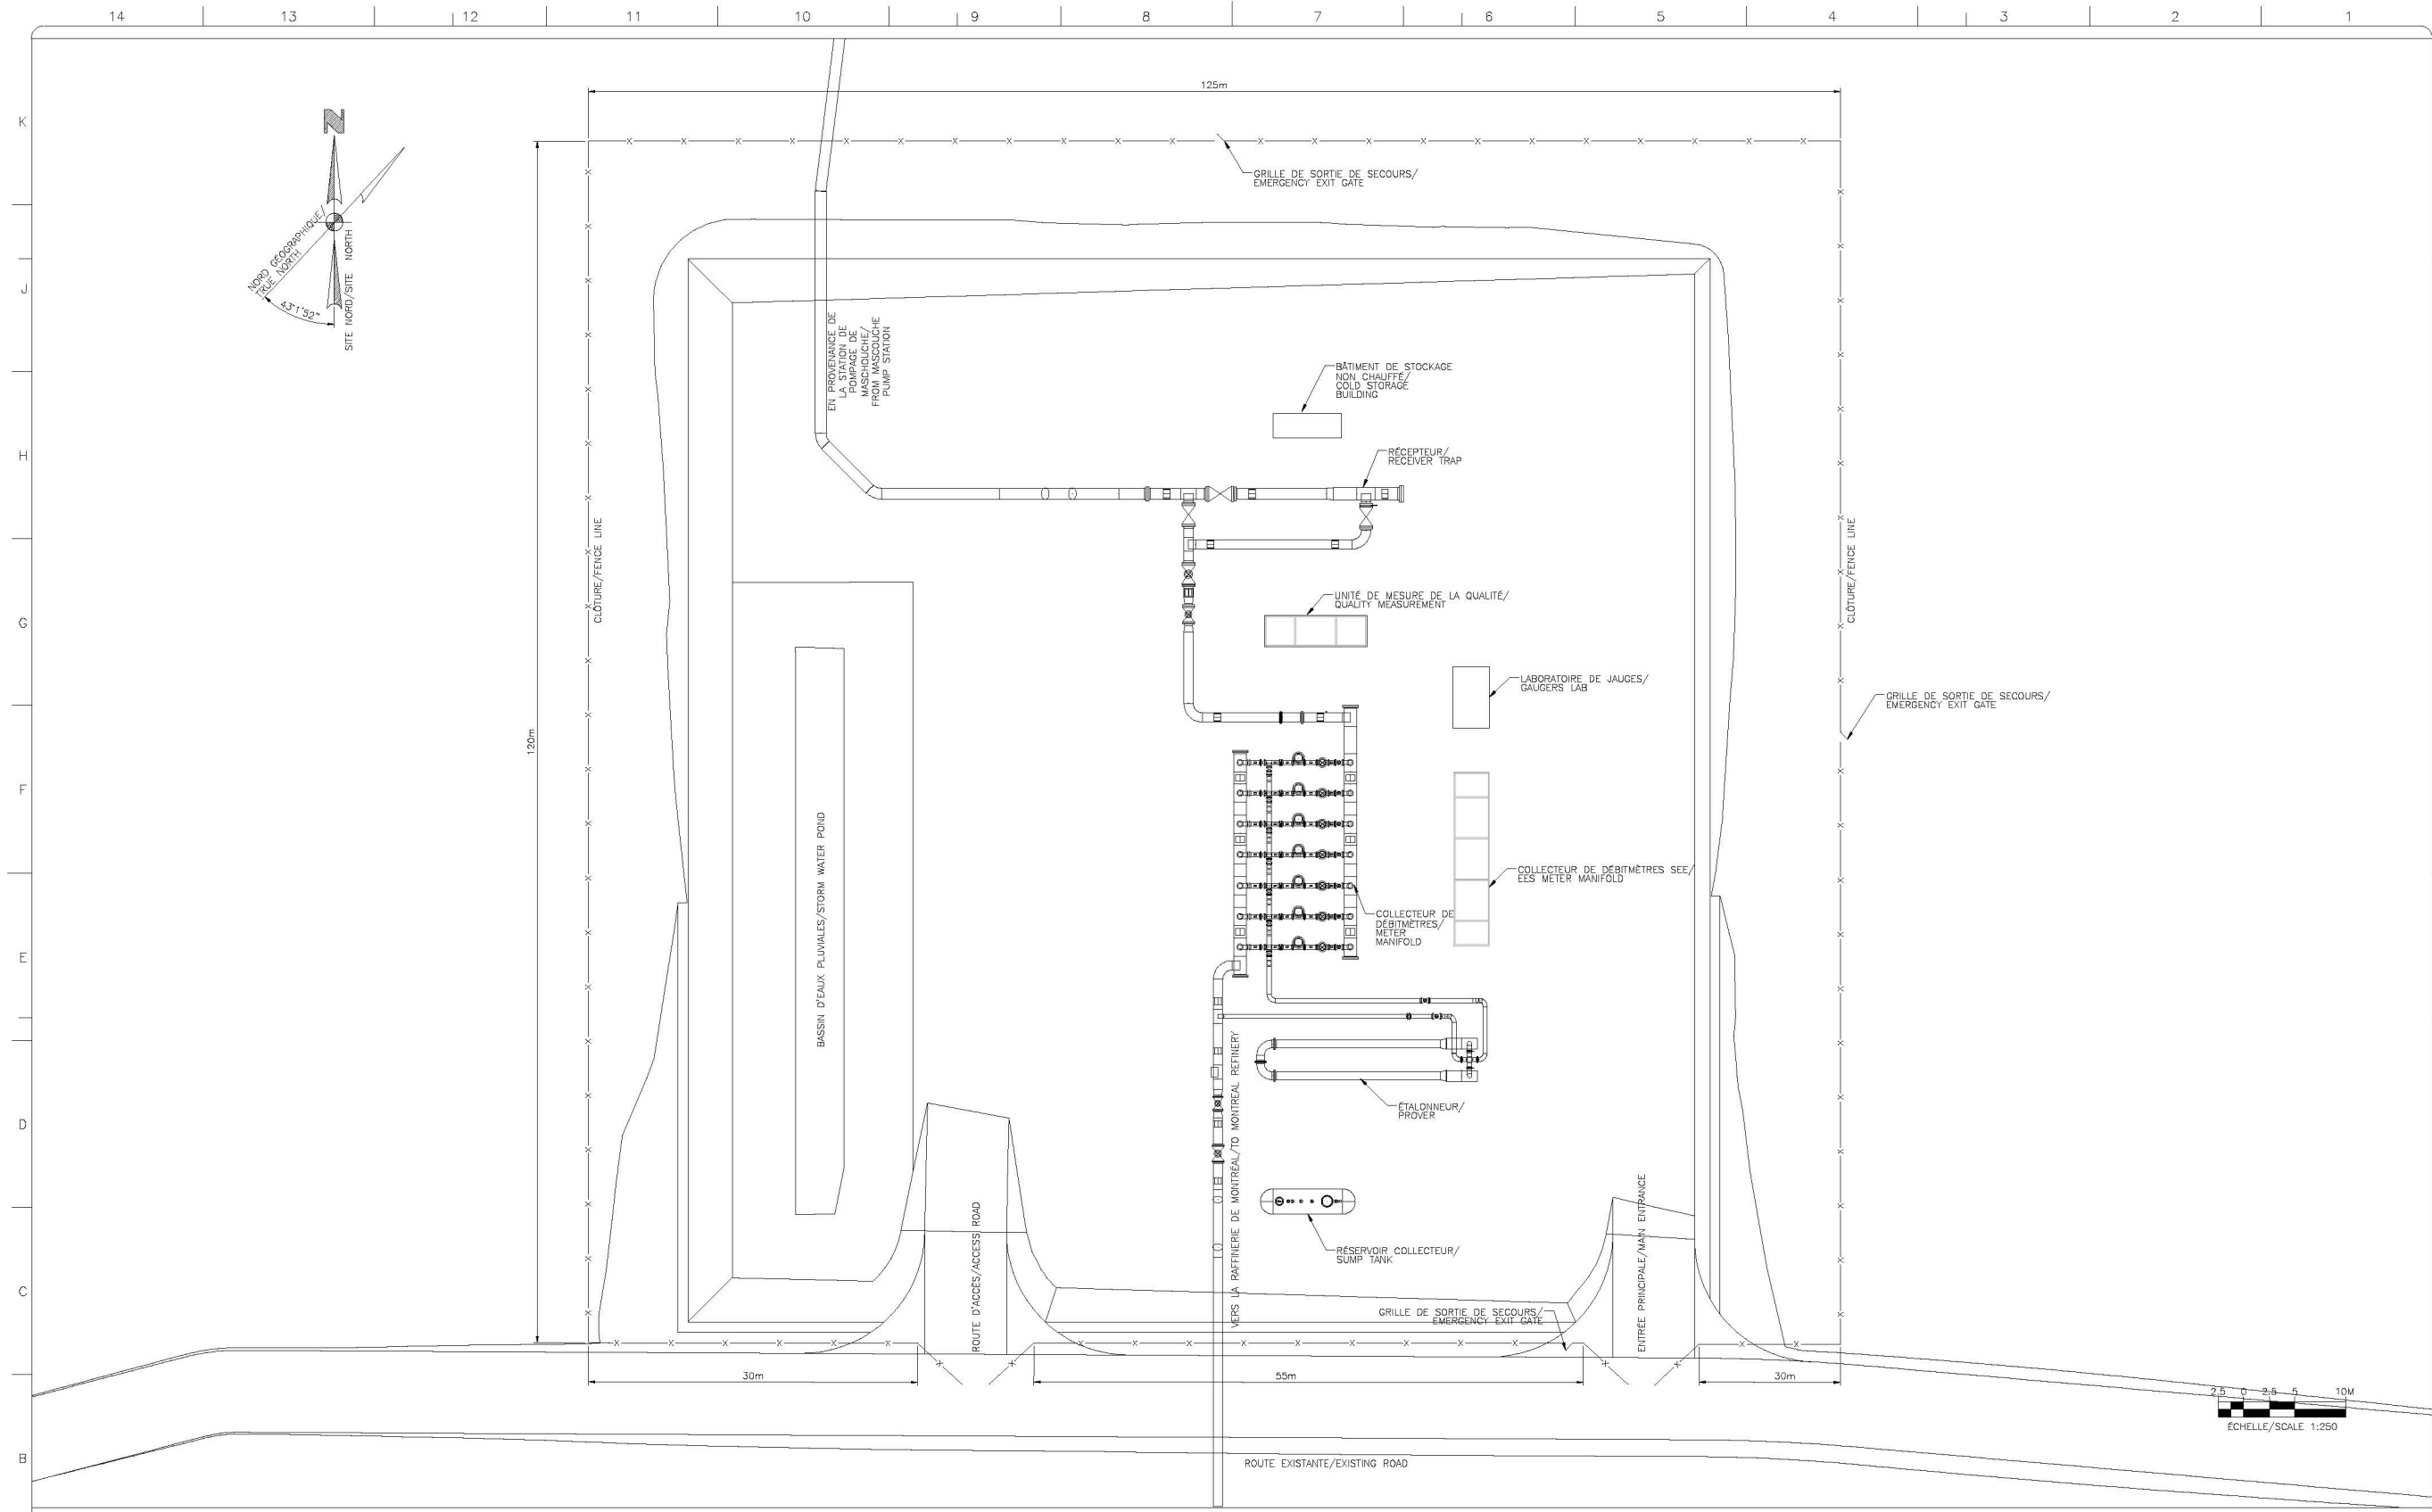 14 13 12 11 10 9 8 7 6 5 4 3 2 1
125m
K
N
GRILLE DE SORTIE DE SECOURS/
EMERGENCY EXIT GATE
NORD GÉOGRAPHIQUE/
TRUE NORTH
SITE NORD/SITE NORTH
43°1'52"
J
EN PROVENANCE DE
LA STATION DE
POMPAGE DE
MASCHOUCHE/
FROM MASCOUCHE
PUMP STATION
BÂTIMENT DE STOCKAGE
NON CHAUFFÉ/
COLD STORAGE
BUILDING
H
RÉCEPTEUR/
RECEIVER TRAP
CLÔTURE/FENCE LINE
CLÔTURE/FENCE LINE
G
UNITÉ DE MESURE DE LA QUALITÉ/
QUALITY MEASUREMENT
LABORATOIRE DE JAUGES/
GAUGERS LAB
GRILLE DE SORTIE DE SECOURS/
EMERGENCY EXIT GATE
120m
F
BASSIN D'EAUX PLUVIALES/STORM WATER POND
COLLECTEUR DE DÉBITMÈTRES SEE/
EES METER MANIFOLD
COLLECTEUR DE
DÉBITMÈTRES/
METER
MANIFOLD
E
VERS LA RAFFINERIE DE MONTRÉAL/TO MONTREAL REFINERY
D
ÉTALONNEUR/
PROVER
RÉSERVOIR COLLECTEUR/
SUMP TANK
ROUTE D'ACCÈS/ACCESS ROAD
ENTRÉE PRINCIPALE/MAIN ENTRANCE
C
GRILLE DE SORTIE DE SECOURS/
EMERGENCY EXIT GATE
30m
55m
30m
2.5 0 2.5 5 10M
ÉCHELLE/SCALE 1:250
B
ROUTE EXISTANTE/EXISTING ROAD